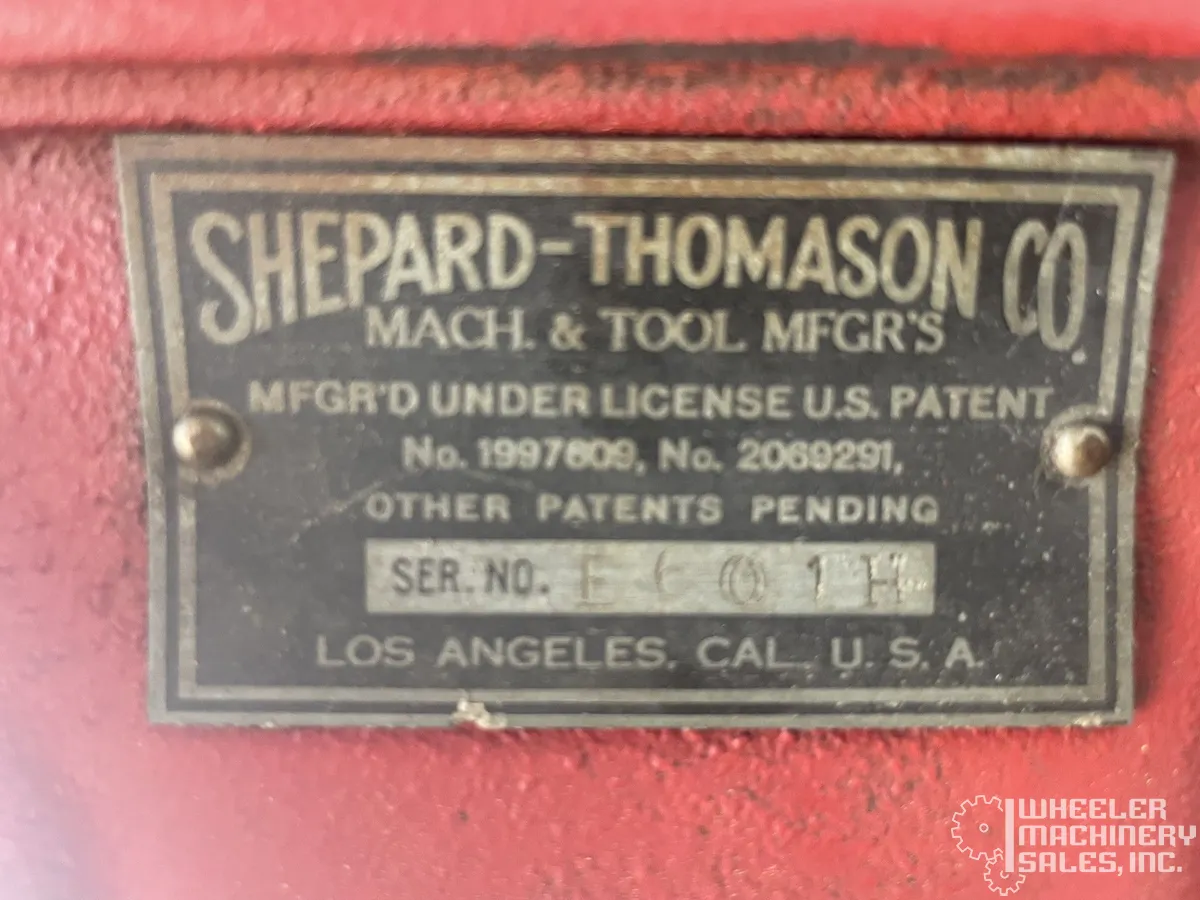 SHEPARD-THOMASON CO.
MACH. & TOOL MFGR'S
MFGR'D UNDER LICENSE U.S. PATENT
No. 1997609, No. 2069291,
OTHER PATENTS PENDING
SER. NO. E601H
LOS ANGELES, CAL. U. S. A.
WHEELER
MACHINERY
SALES, INC.